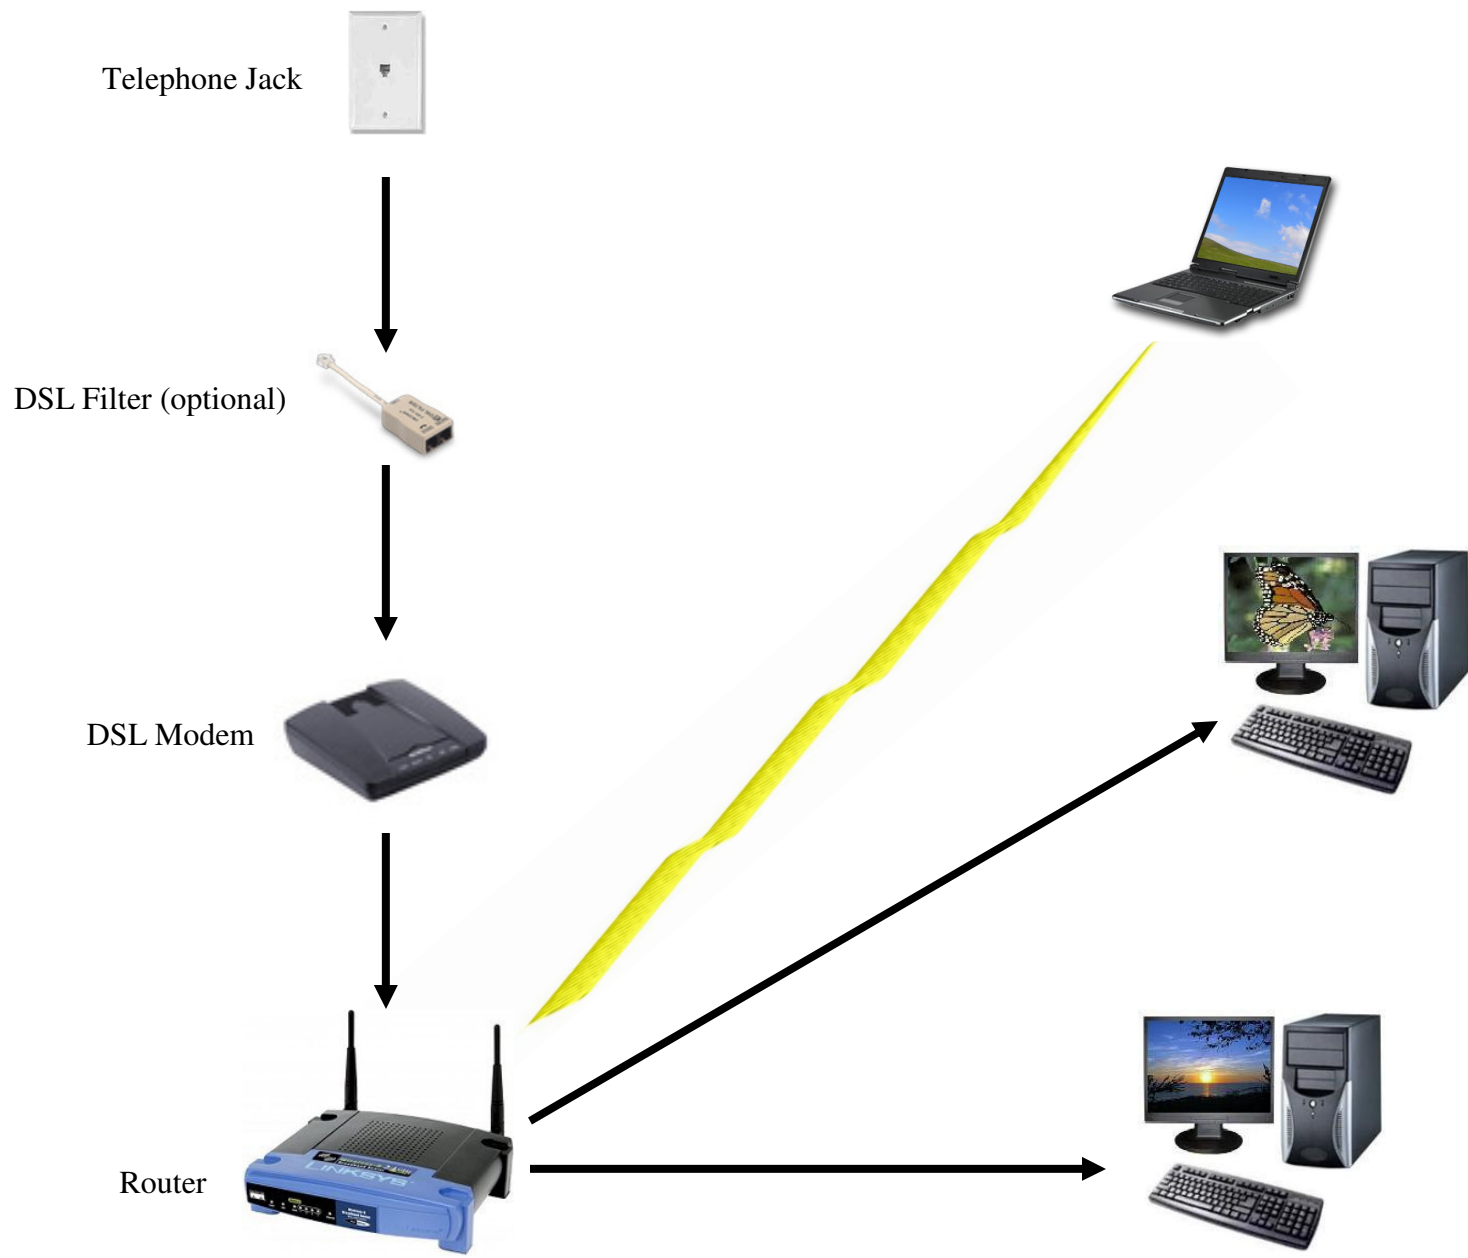 Telephone Jack
DSL Filter (optional)
DSL Modem
Router
LINKSYS